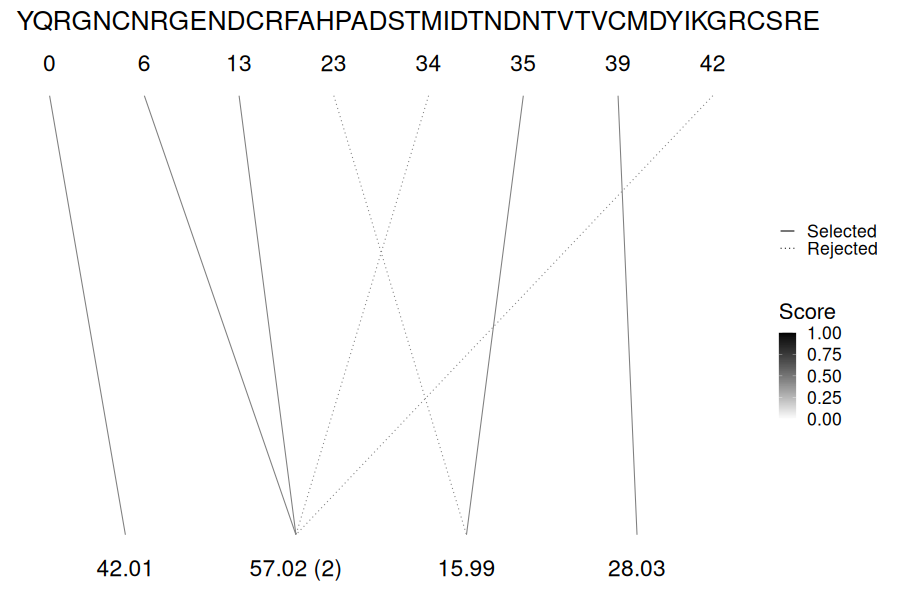 YQRGNCNRGENDCRFAHPADSTMIDTNDNTVTVCMDYIKGRCSRE
0 6 13 23 34 35 39 42
Selected
Rejected
Score
1.00
0.75
0.50
0.25
0.00
42.01 57.02 (2) 15.99 28.03